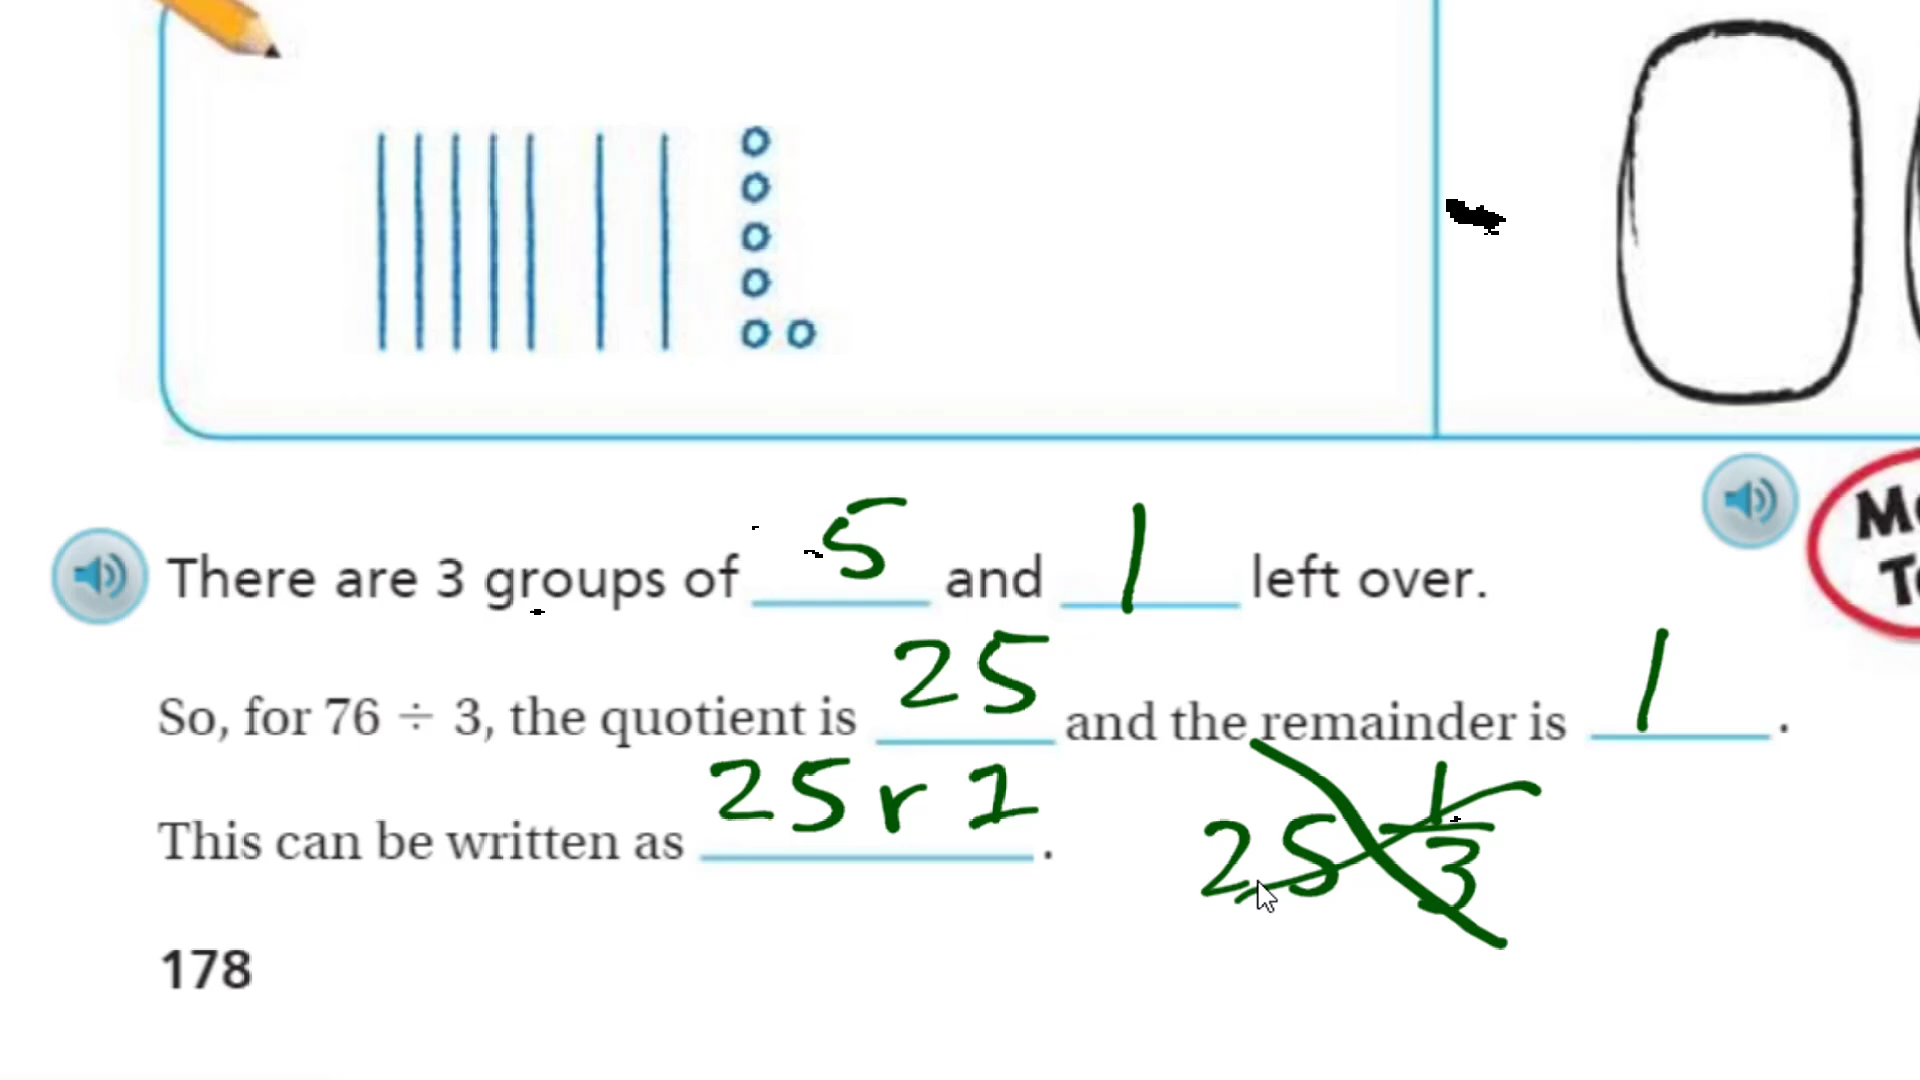 There are 3 groups of 5 and 1 left over.
So, for 76 ÷ 3, the quotient is 25 and the remainder is 1.
This can be written as 25 r 1.
25 1/3
178